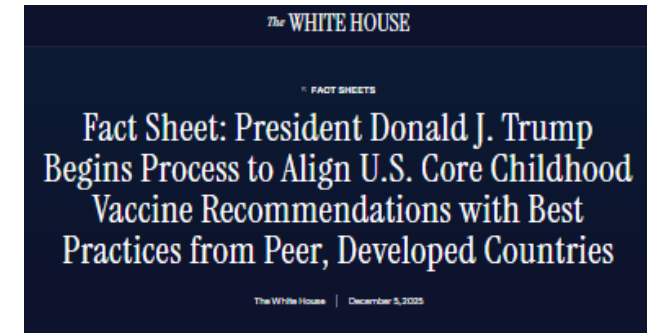 The WHITE HOUSE
FACT SHEETS
Fact Sheet: President Donald J. Trump
Begins Process to Align U.S. Core Childhood
Vaccine Recommendations with Best
Practices from Peer, Developed Countries
The White House | December 5, 2025